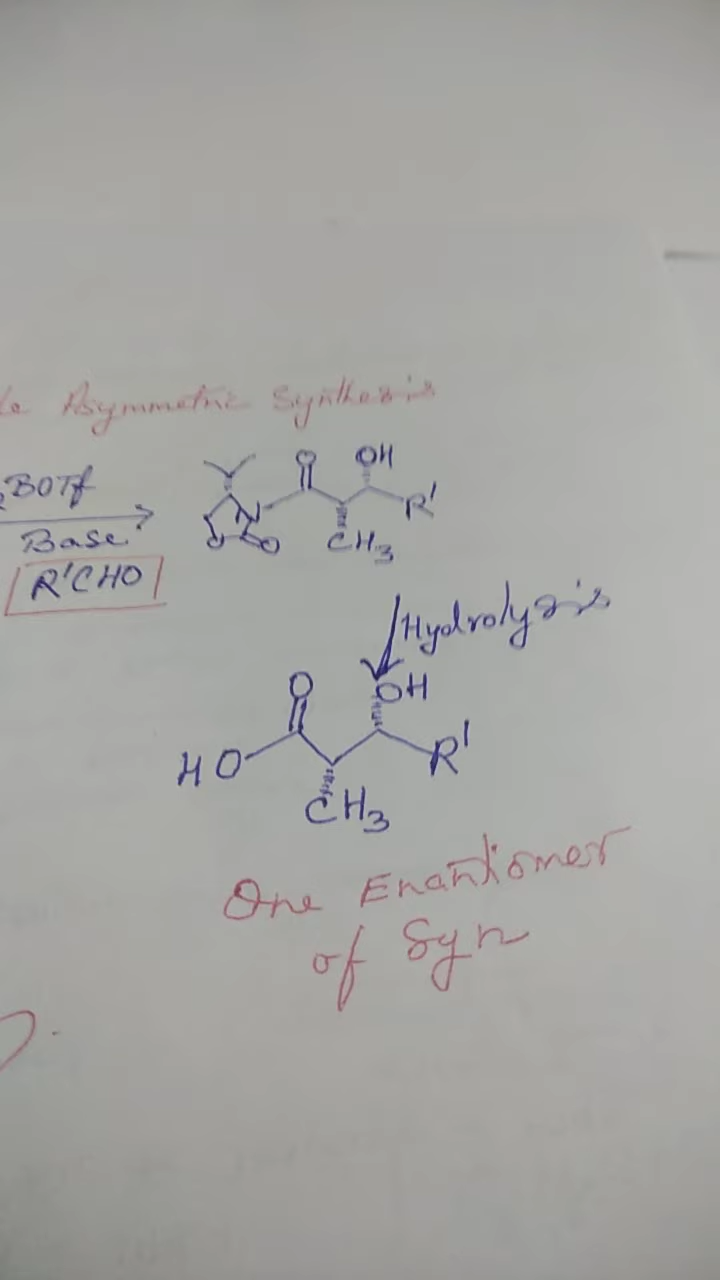 Asymmetric Synthesis
BOTf
Base
R'CHO
O OH
N R'
O O CH3
Hydrolysis
O OH
HO R'
CH3
One Enantiomer
of Syn